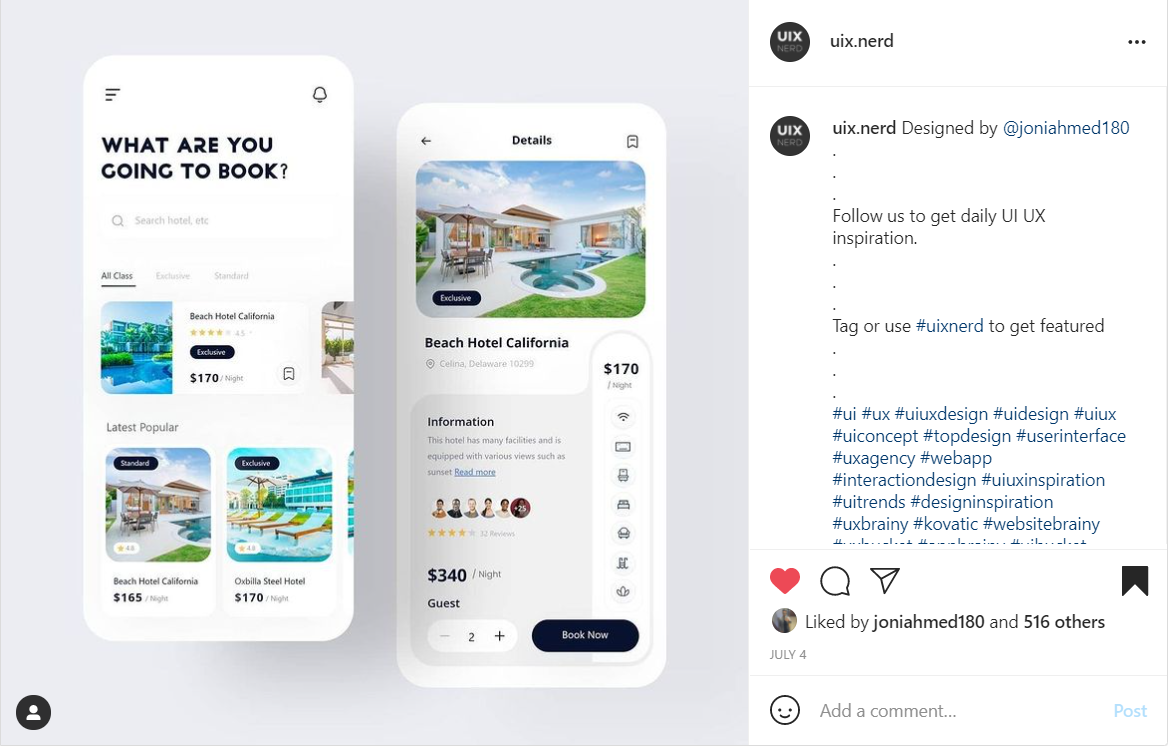 WHAT ARE YOU
GOING TO BOOK?
Search hotel, etc
All Class
Exclusive
Standard
Beach Hotel California
4.5
Exclusive
$170 / Night
Latest Popular
Standard
4.8
Beach Hotel California
$165 / Night
Exclusive
4.8
Oxbilla Steel Hotel
$170 / Night
Details
Exclusive
Beach Hotel California
Celina, Delaware 10299
$170
/ Night
Information
This hotel has many facilities and is
equipped with various views such as
sunset Read more
+25
32 Reviews
$340 / Night
Guest
2
Book Now
UIX
NERD
uix.nerd
UIX
NERD
uix.nerd Designed by @joniahmed180
.
.
.
Follow us to get daily UI UX
inspiration.
.
.
.
Tag or use #uixnerd to get featured
.
.
.
#ui #ux #uiuxdesign #uidesign #uiux
#uiconcept #topdesign #userinterface
#uxagency #webapp
#interactiondesign #uiuxinspiration
#uitrends #designinspiration
#uxbrainy #kovatic #websitebrainy
Liked by joniahmed180 and 516 others
JULY 4
Add a comment...
Post